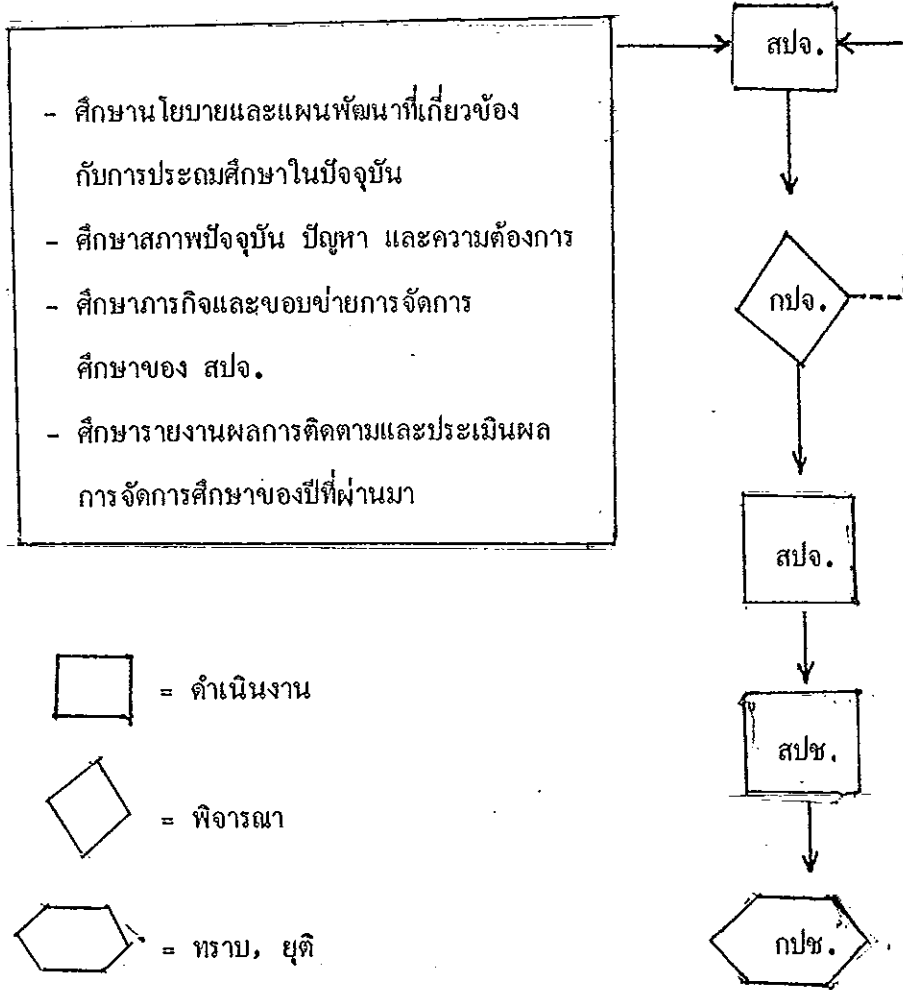 - ศึกษานโยบายและแผนพัฒนาที่เกี่ยวข้อง
กับการประถมศึกษาในปัจจุบัน
- ศึกษาสภาพปัจจุบัน ปัญหา และความต้องการ
- ศึกษาภารกิจและขอบข่ายการจัดการ
ศึกษาของ สปจ.
- ศึกษารายงานผลการติดตามและประเมินผล
การจัดการศึกษาของปีที่ผ่านมา
สปจ.
กปจ.
สปจ.
สปช.
กปช.
= ดำเนินงาน
= พิจารณา
= ทราบ, ยุติ